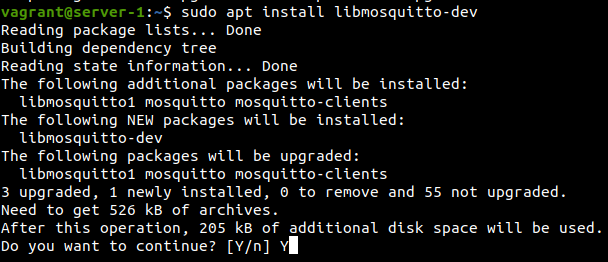 vagrant@server-1:~$ sudo apt install libmosquitto-dev
Reading package lists... Done
Building dependency tree
Reading state information... Done
The following additional packages will be installed:
  libmosquitto1 mosquitto mosquitto-clients
The following NEW packages will be installed:
  libmosquitto-dev
The following packages will be upgraded:
  libmosquitto1 mosquitto mosquitto-clients
3 upgraded, 1 newly installed, 0 to remove and 55 not upgraded.
Need to get 526 kB of archives.
After this operation, 205 kB of additional disk space will be used.
Do you want to continue? [Y/n] Y